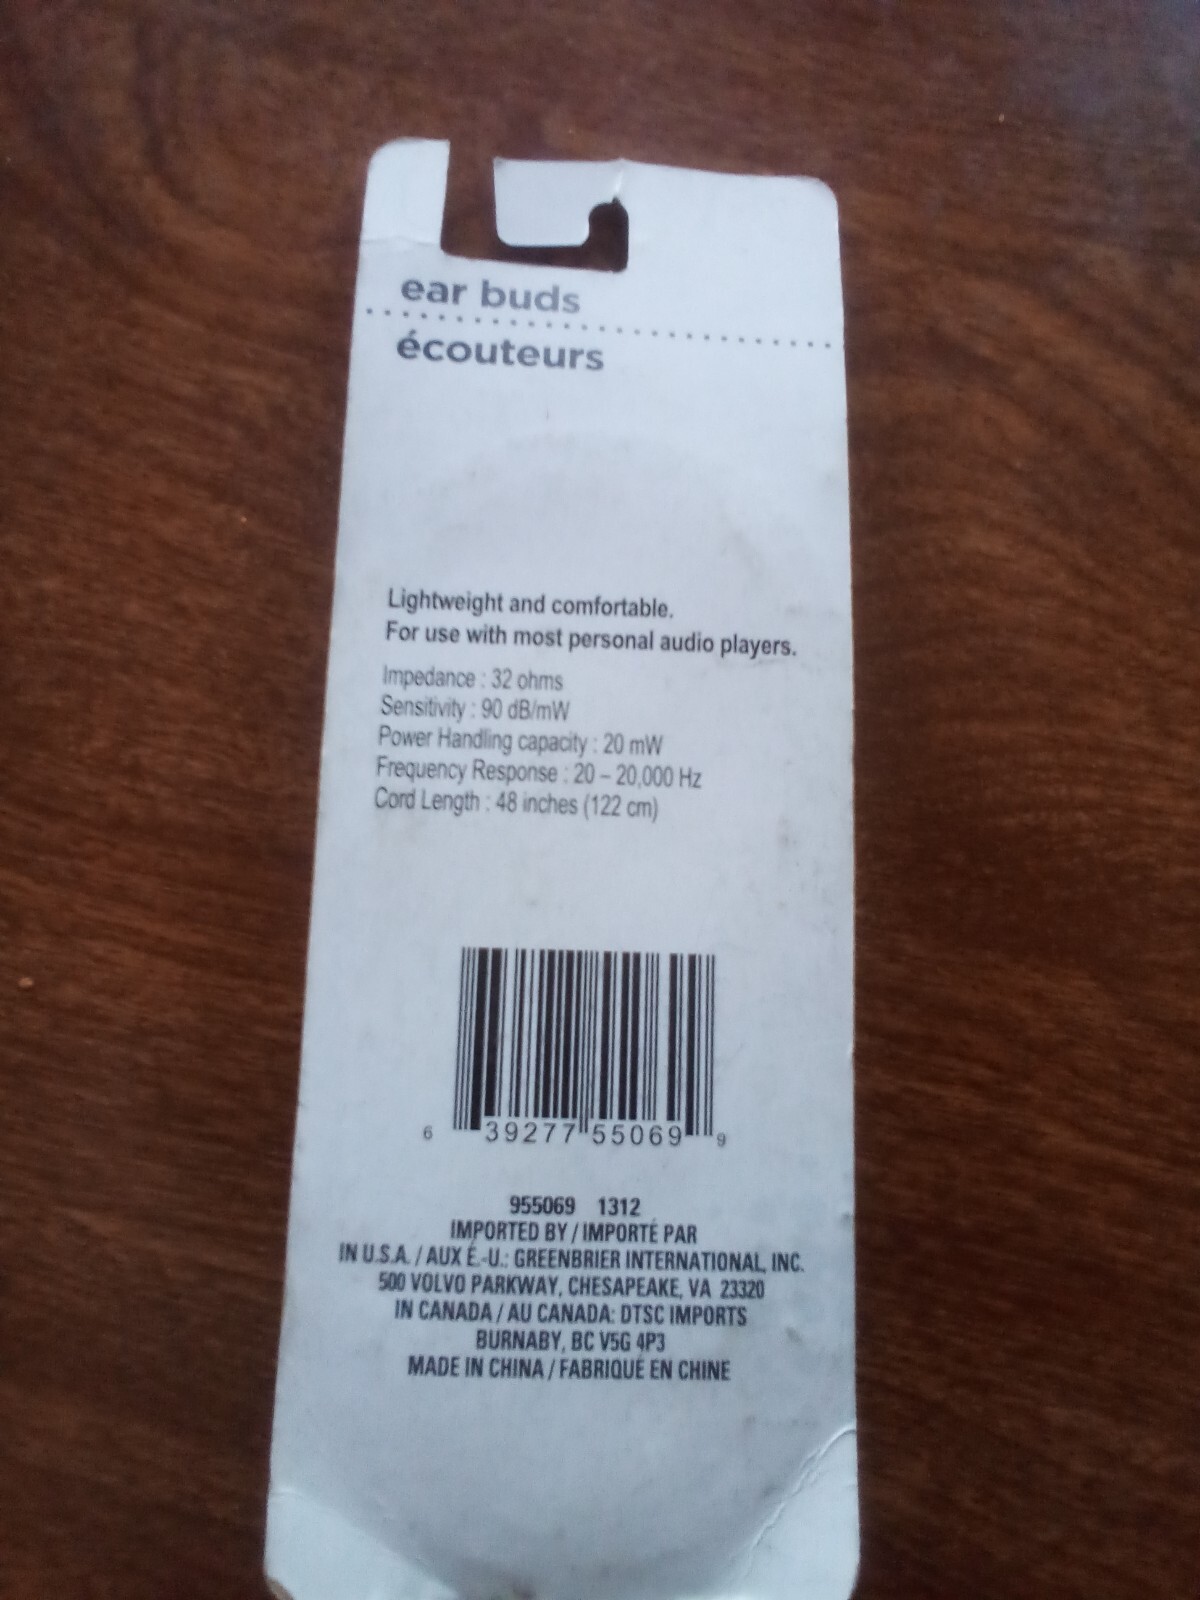 ear buds
écouteurs
Lightweight and comfortable.
For use with most personal audio players.
Impedance : 32 ohms
Sensitivity : 90 dB/mW
Power Handling capacity : 20 mW
Frequency Response : 20 – 20,000 Hz
Cord Length : 48 inches (122 cm)
6 39277 55069 9
955069 1312
IMPORTED BY / IMPORTÉ PAR
IN U.S.A. / AUX É.-U.: GREENBRIER INTERNATIONAL, INC.
500 VOLVO PARKWAY, CHESAPEAKE, VA 23320
IN CANADA / AU CANADA: DTSC IMPORTS
BURNABY, BC V5G 4P3
MADE IN CHINA / FABRIQUÉ EN CHINE